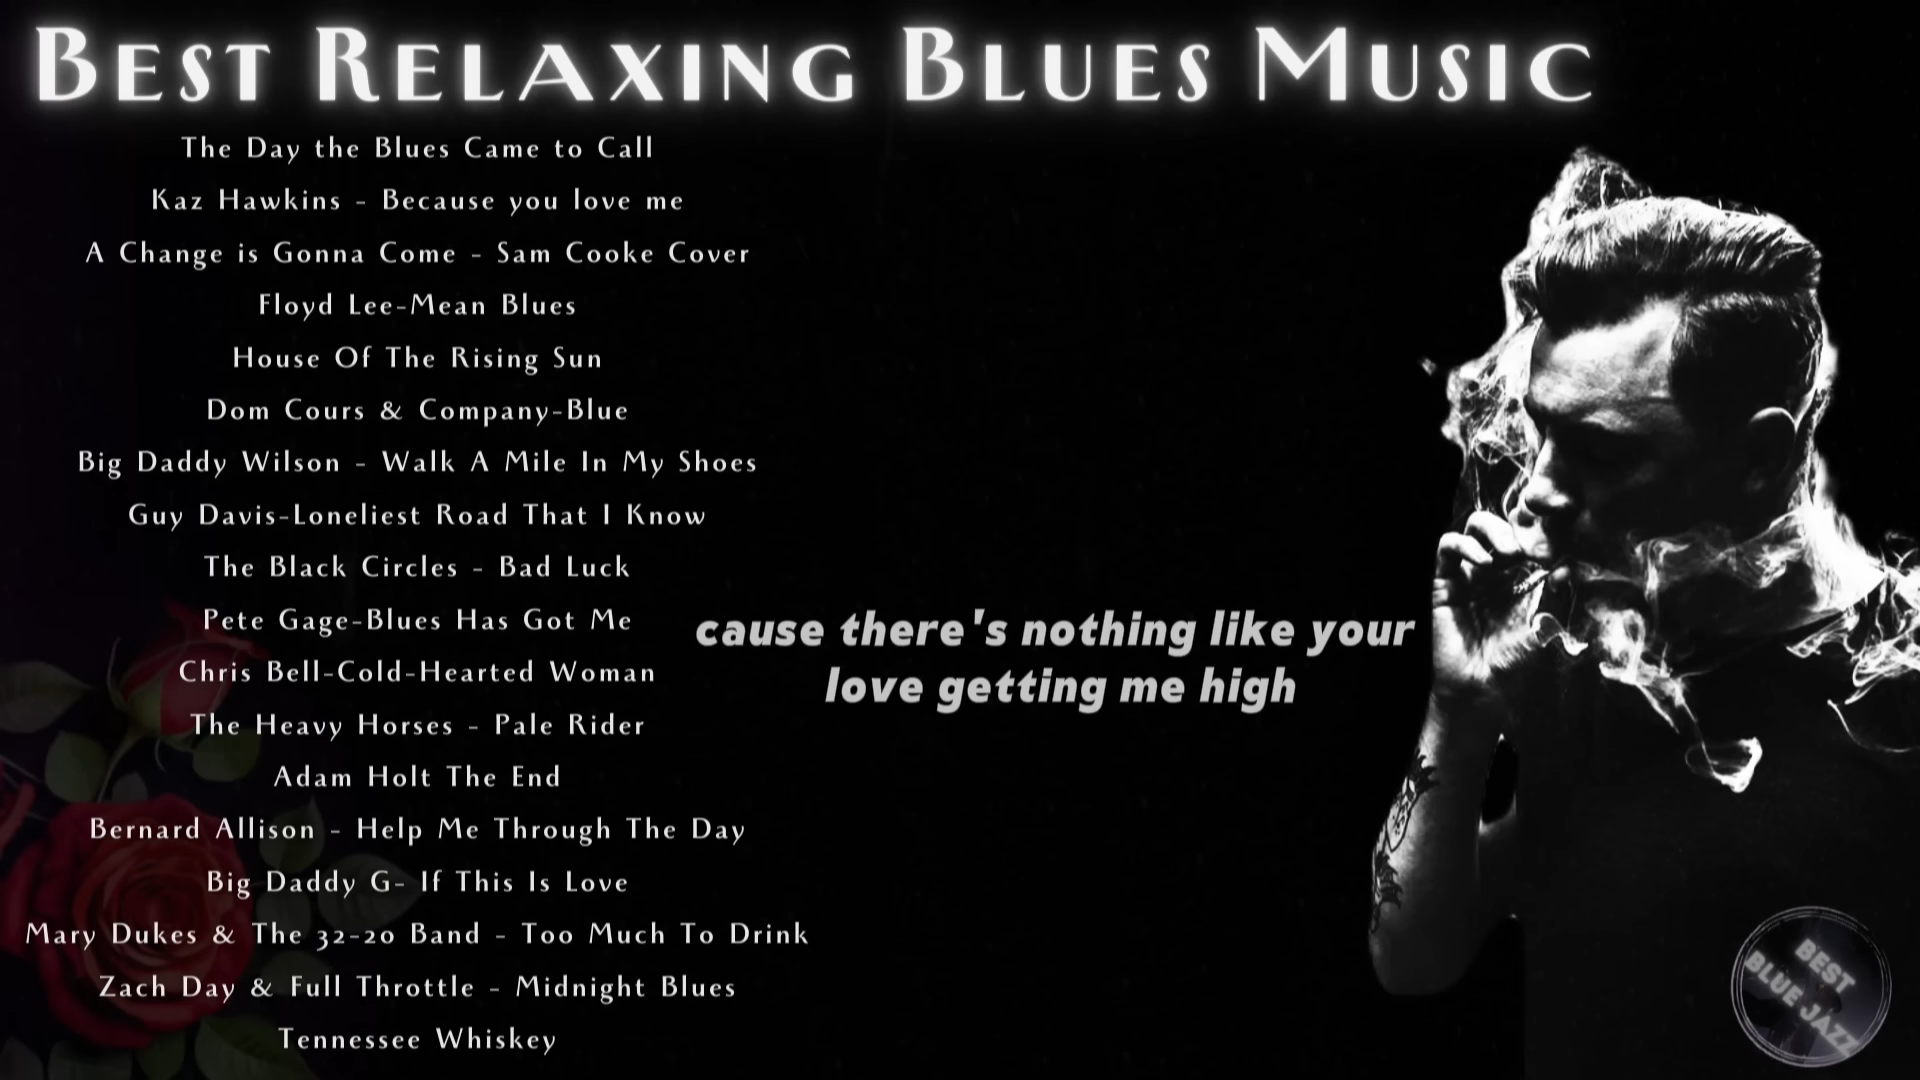 Best Relaxing Blues Music
The Day the Blues Came to Call
Kaz Hawkins - Because you love me
A Change is Gonna Come - Sam Cooke Cover
Floyd Lee-Mean Blues
House Of The Rising Sun
Dom Cours & Company-Blue
Big Daddy Wilson - Walk A Mile In My Shoes
Guy Davis-Loneliest Road That I Know
The Black Circles - Bad Luck
Pete Gage-Blues Has Got Me
Chris Bell-Cold-Hearted Woman
The Heavy Horses - Pale Rider
Adam Holt The End
Bernard Allison - Help Me Through The Day
Big Daddy G- If This Is Love
Mary Dukes & The 32-20 Band - Too Much To Drink
Zach Day & Full Throttle - Midnight Blues
Tennessee Whiskey
cause there's nothing like your
love getting me high
BEST
BLUE JAZZ